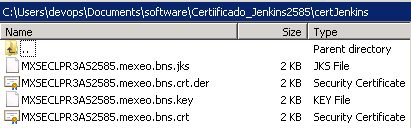 C:\Users\devops\Documents\software\Certiificado_Jenkins2585\certJenkins
Name Size Type
.. Parent directory
MXSECLPR3AS2585.mexeo.bns.jks 2 KB JKS File
MXSECLPR3AS2585.mexeo.bns.crt.der 2 KB Security Certificate
MXSECLPR3AS2585.mexeo.bns.key 2 KB KEY File
MXSECLPR3AS2585.mexeo.bns.crt 2 KB Security Certificate